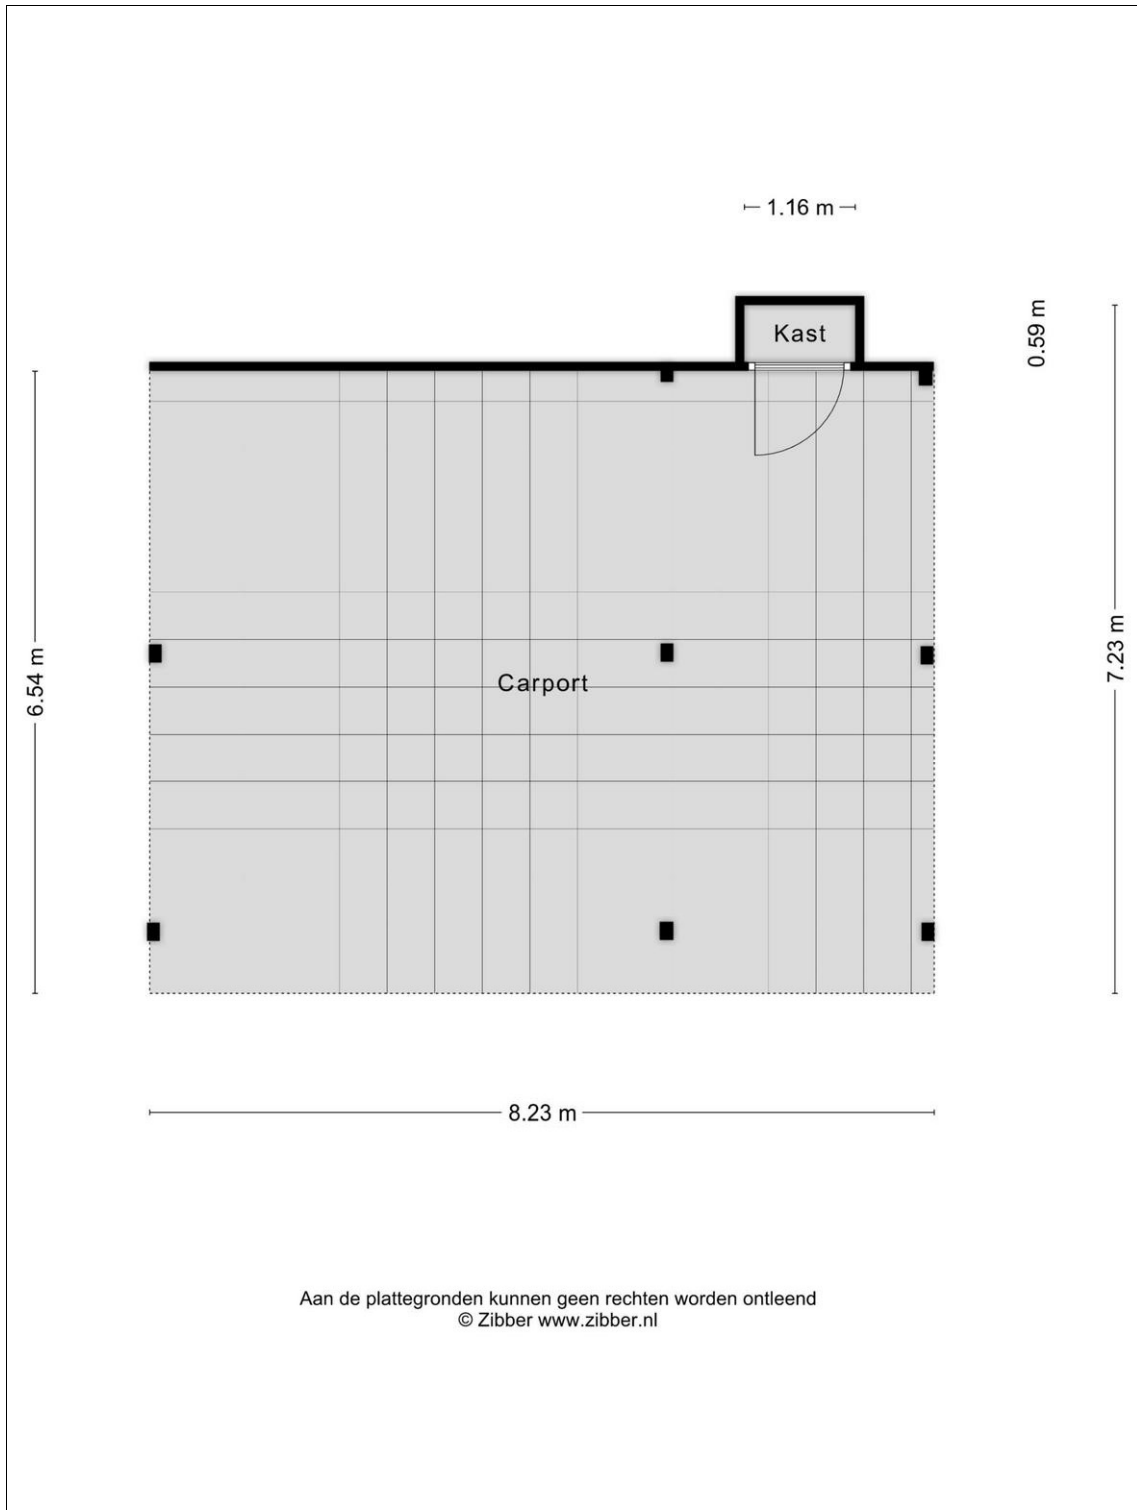 1.16 m
Kast
0.59 m
Carport
6.54 m
7.23 m
8.23 m
Aan de plattegronden kunnen geen rechten worden ontleend
© Zibber www.zibber.nl